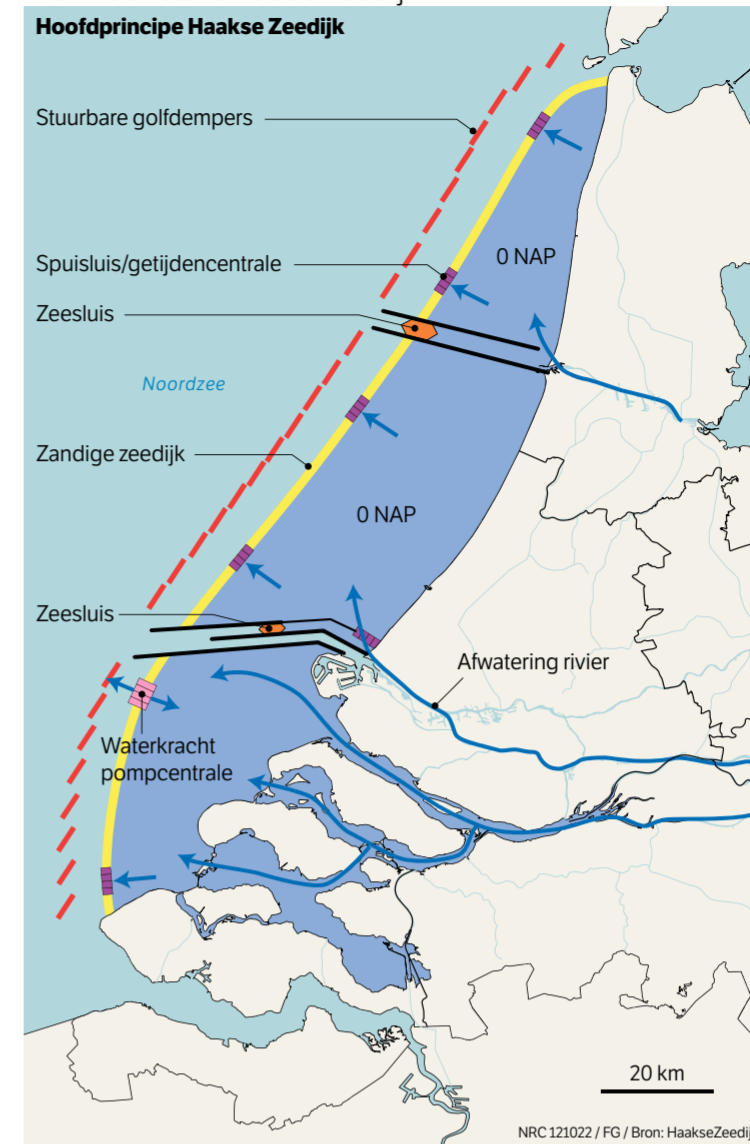 Hoofdprincipe Haakse Zeedijk
Stuurbare golfdempers
Spuisluis/getijdencentrale
0 NAP
Zeesluis
Noordzee
Zandige zeedijk
0 NAP
Zeesluis
Afwatering rivier
Waterkracht
pompcentrale
20 km
NRC 121022 / FG / Bron: HaakseZeedij